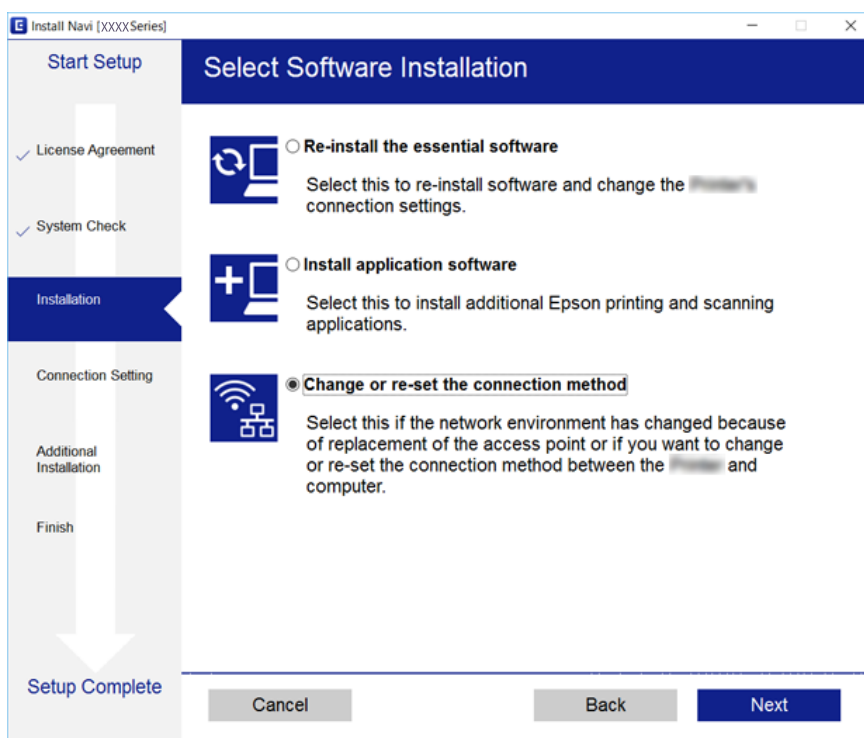 Install Navi [XXXXSeries]
Start Setup
License Agreement
System Check
Installation
Connection Setting
Additional
Installation
Finish
Setup Complete
Select Software Installation
Re-install the essential software
Select this to re-install software and change the
connection settings.
Install application software
Select this to install additional Epson printing and scanning
applications.
Change or re-set the connection method
Select this if the network environment has changed because
of replacement of the access point or if you want to change
or re-set the connection method between the and
computer.
Cancel
Back
Next